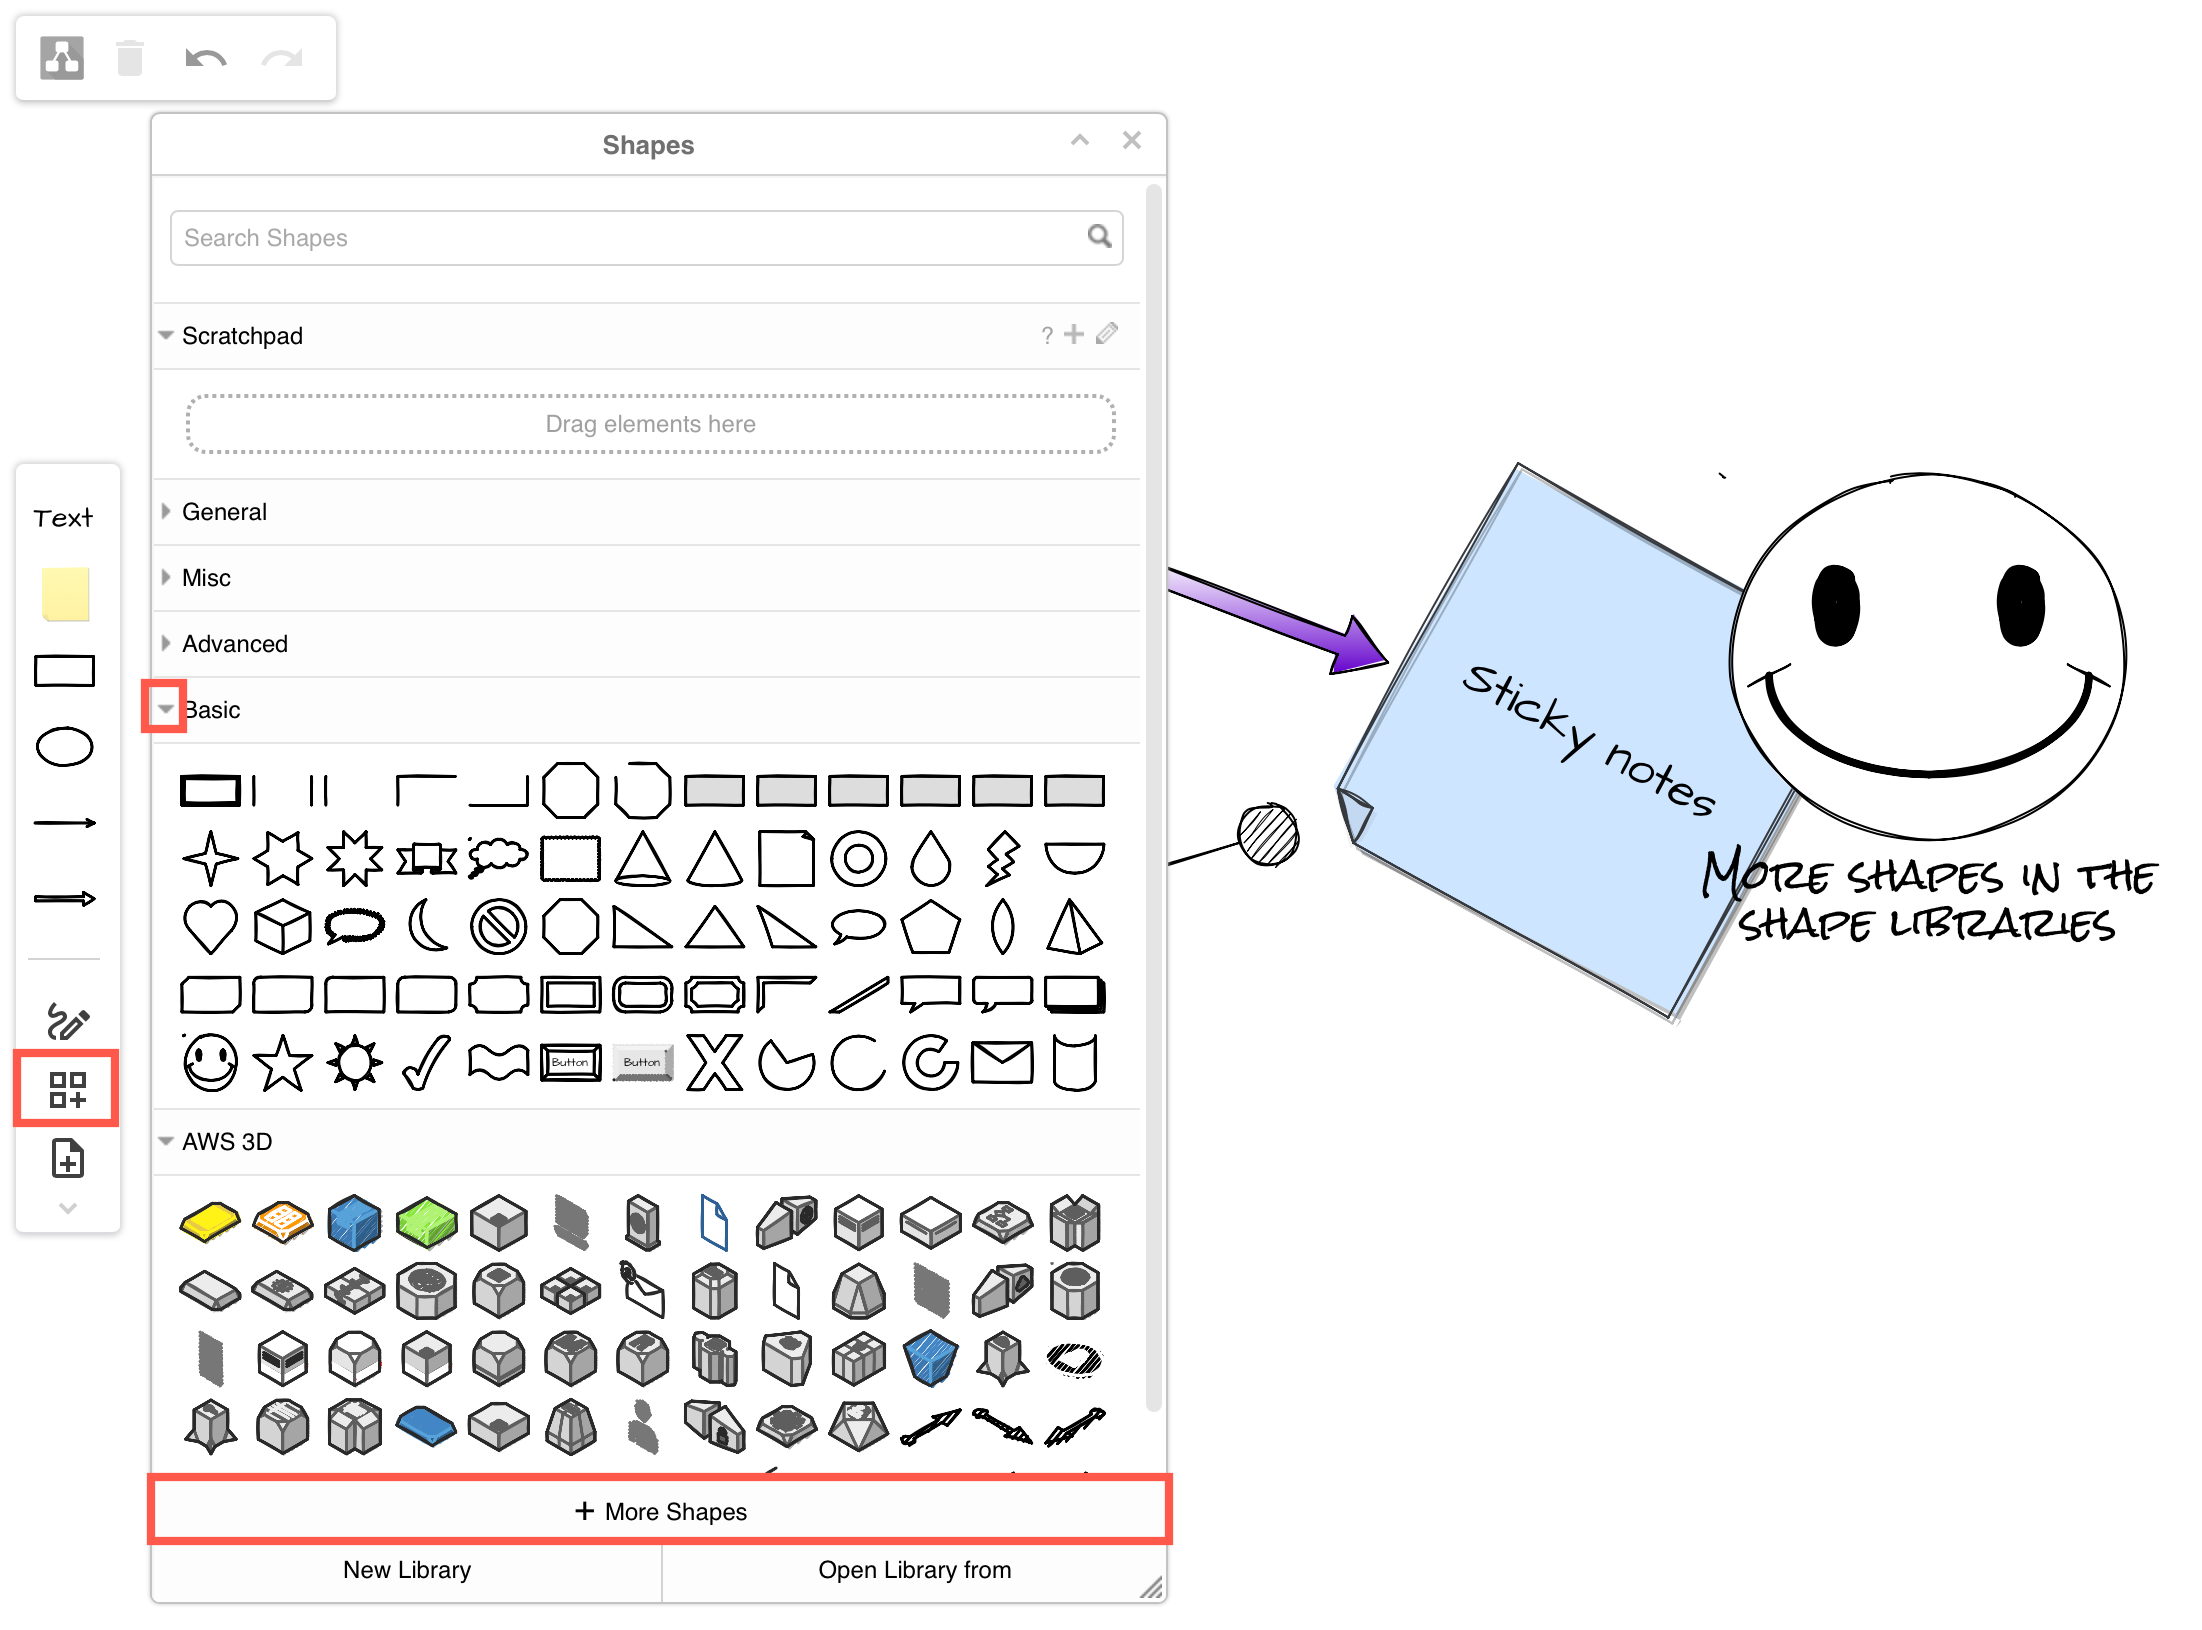 Shapes
Search Shapes
Scratchpad
?
Drag elements here
General
Misc
Advanced
Basic
Button
Button
AWS 3D
+ More Shapes
New Library
Open Library from
Text
Sticky notes
More shapes in the
shape libraries